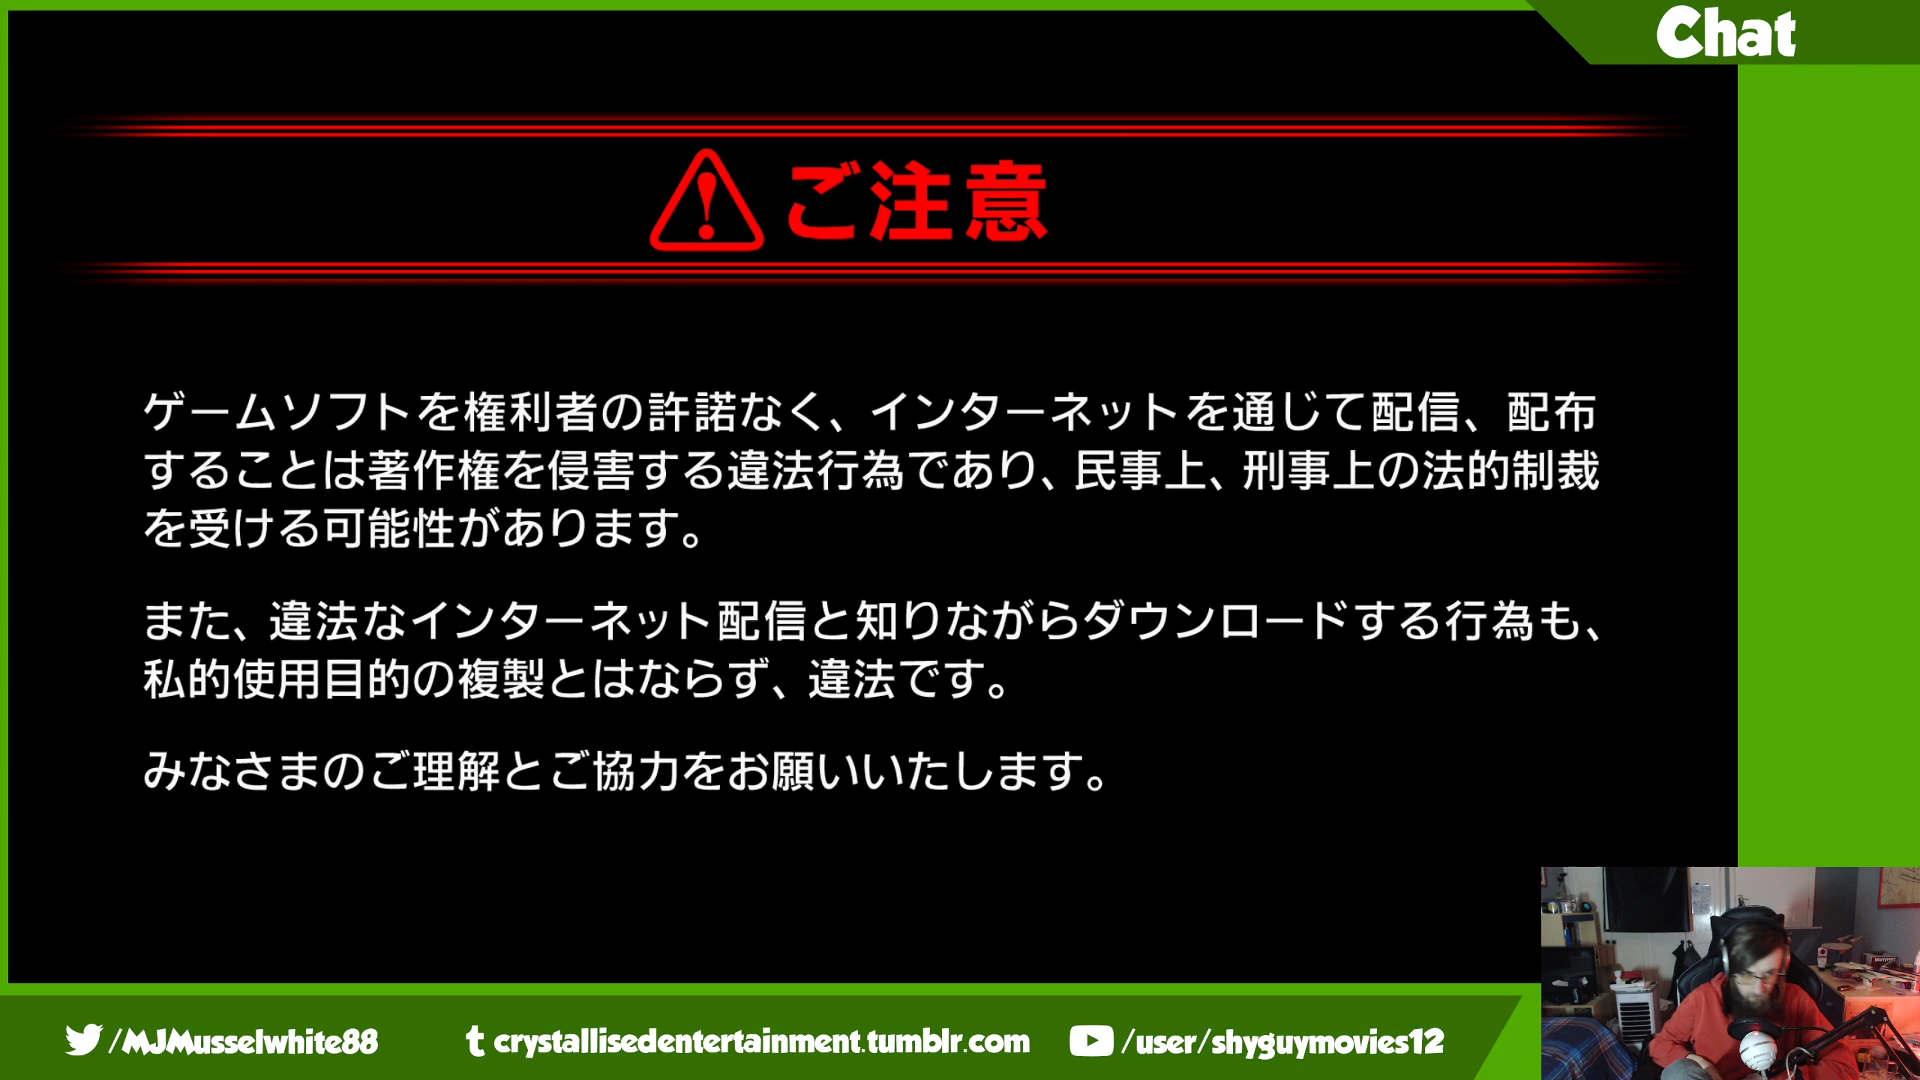 Chat
ご注意
ゲームソフトを権利者の許諾なく、インターネットを通じて配信、配布
することは著作権を侵害する違法行為であり、民事上、刑事上の法的制裁
を受ける可能性があります。
また、違法なインターネット配信と知りながらダウンロードする行為も、
私的使用目的の複製とはならず、違法です。
みなさまのご理解とご協力をお願いいたします。
/MJMusselwhite88
crystallisedentertainment.tumblr.com
/user/shyguymovies12